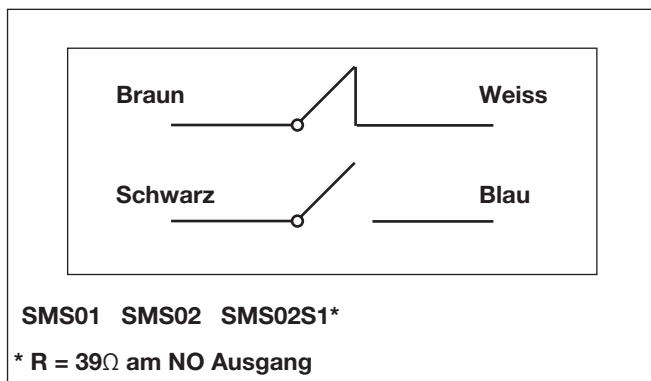 Braun Weiss
Schwarz Blau
SMS01 SMS02 SMS02S1*
* R = 39Ω am NO Ausgang